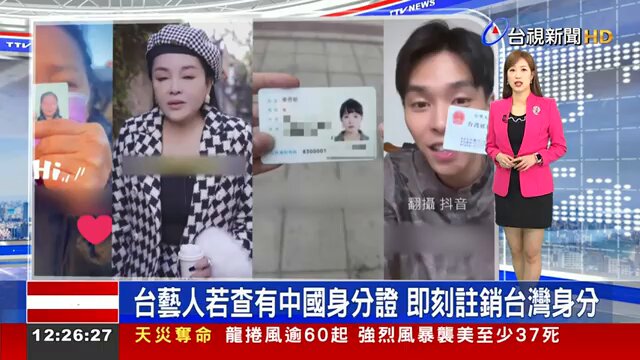 TTV NEWS
台視新聞HD
Hi
8300001
翻攝 抖音
台藝人若查有中國身分證 即刻註銷台灣身分
12:26:27 天災奪命 龍捲風逾60起 強烈風暴襲美至少37死